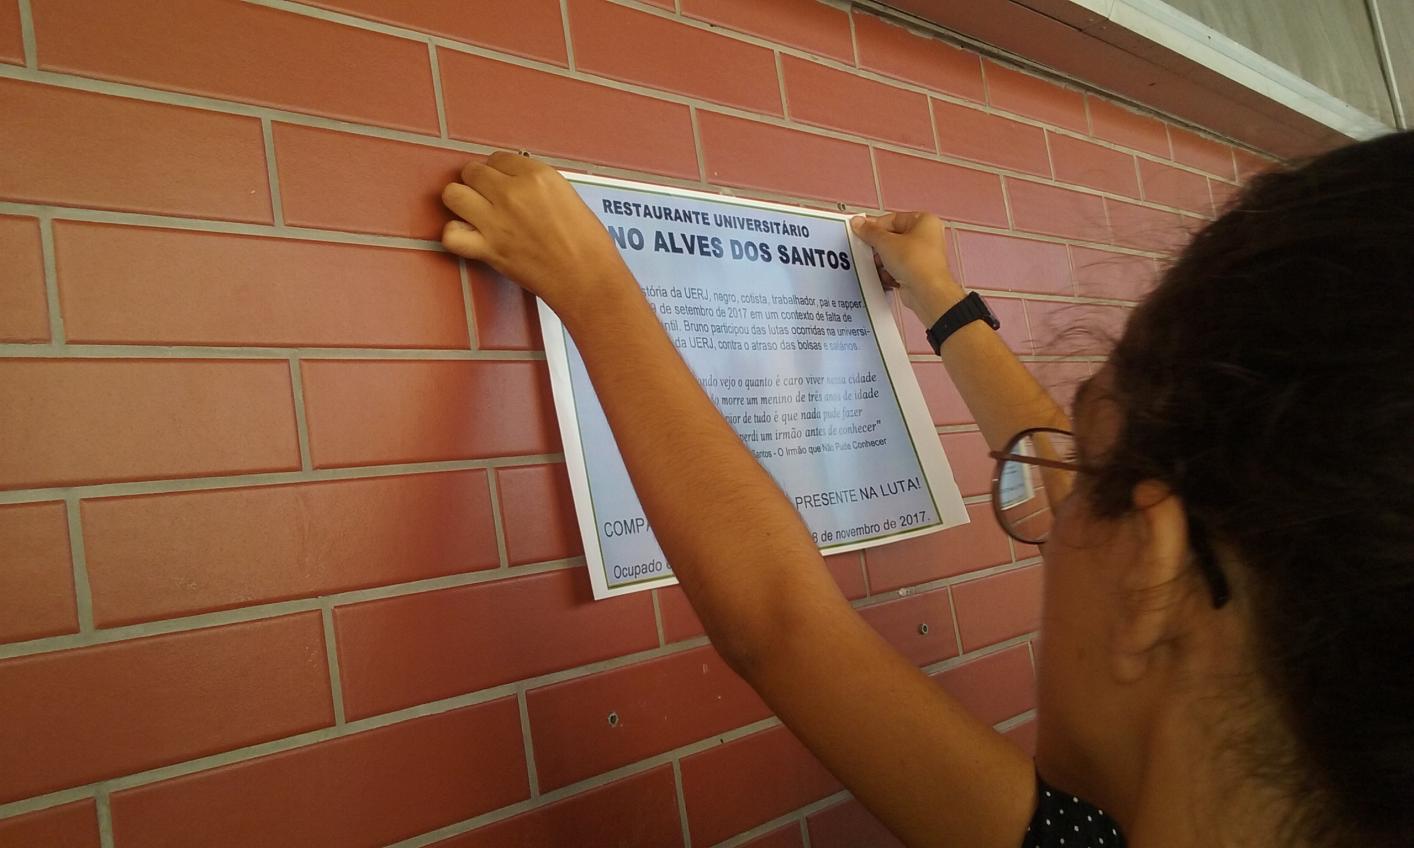 RESTAURANTE UNIVERSITÁRIO
NO ALVES DOS SANTOS
stória da UERJ, negro, cotista, trabalhador, pai e rapper.
9 de setembro de 2017 em um contexto de falta de
ntil. Bruno participou das lutas ocorridas na universi-
da UERJ, contra o atraso das bolsas e salários.
ndo vejo o quanto é caro viver nessa cidade
o morre um menino de três anos de idade
ior de tudo é que nada pude fazer
perdi um irmão antes de conhecer"
Santos - O Irmão que Não Pude Conhecer
COMPA PRESENTE NA LUTA!
Ocupado 8 de novembro de 2017.